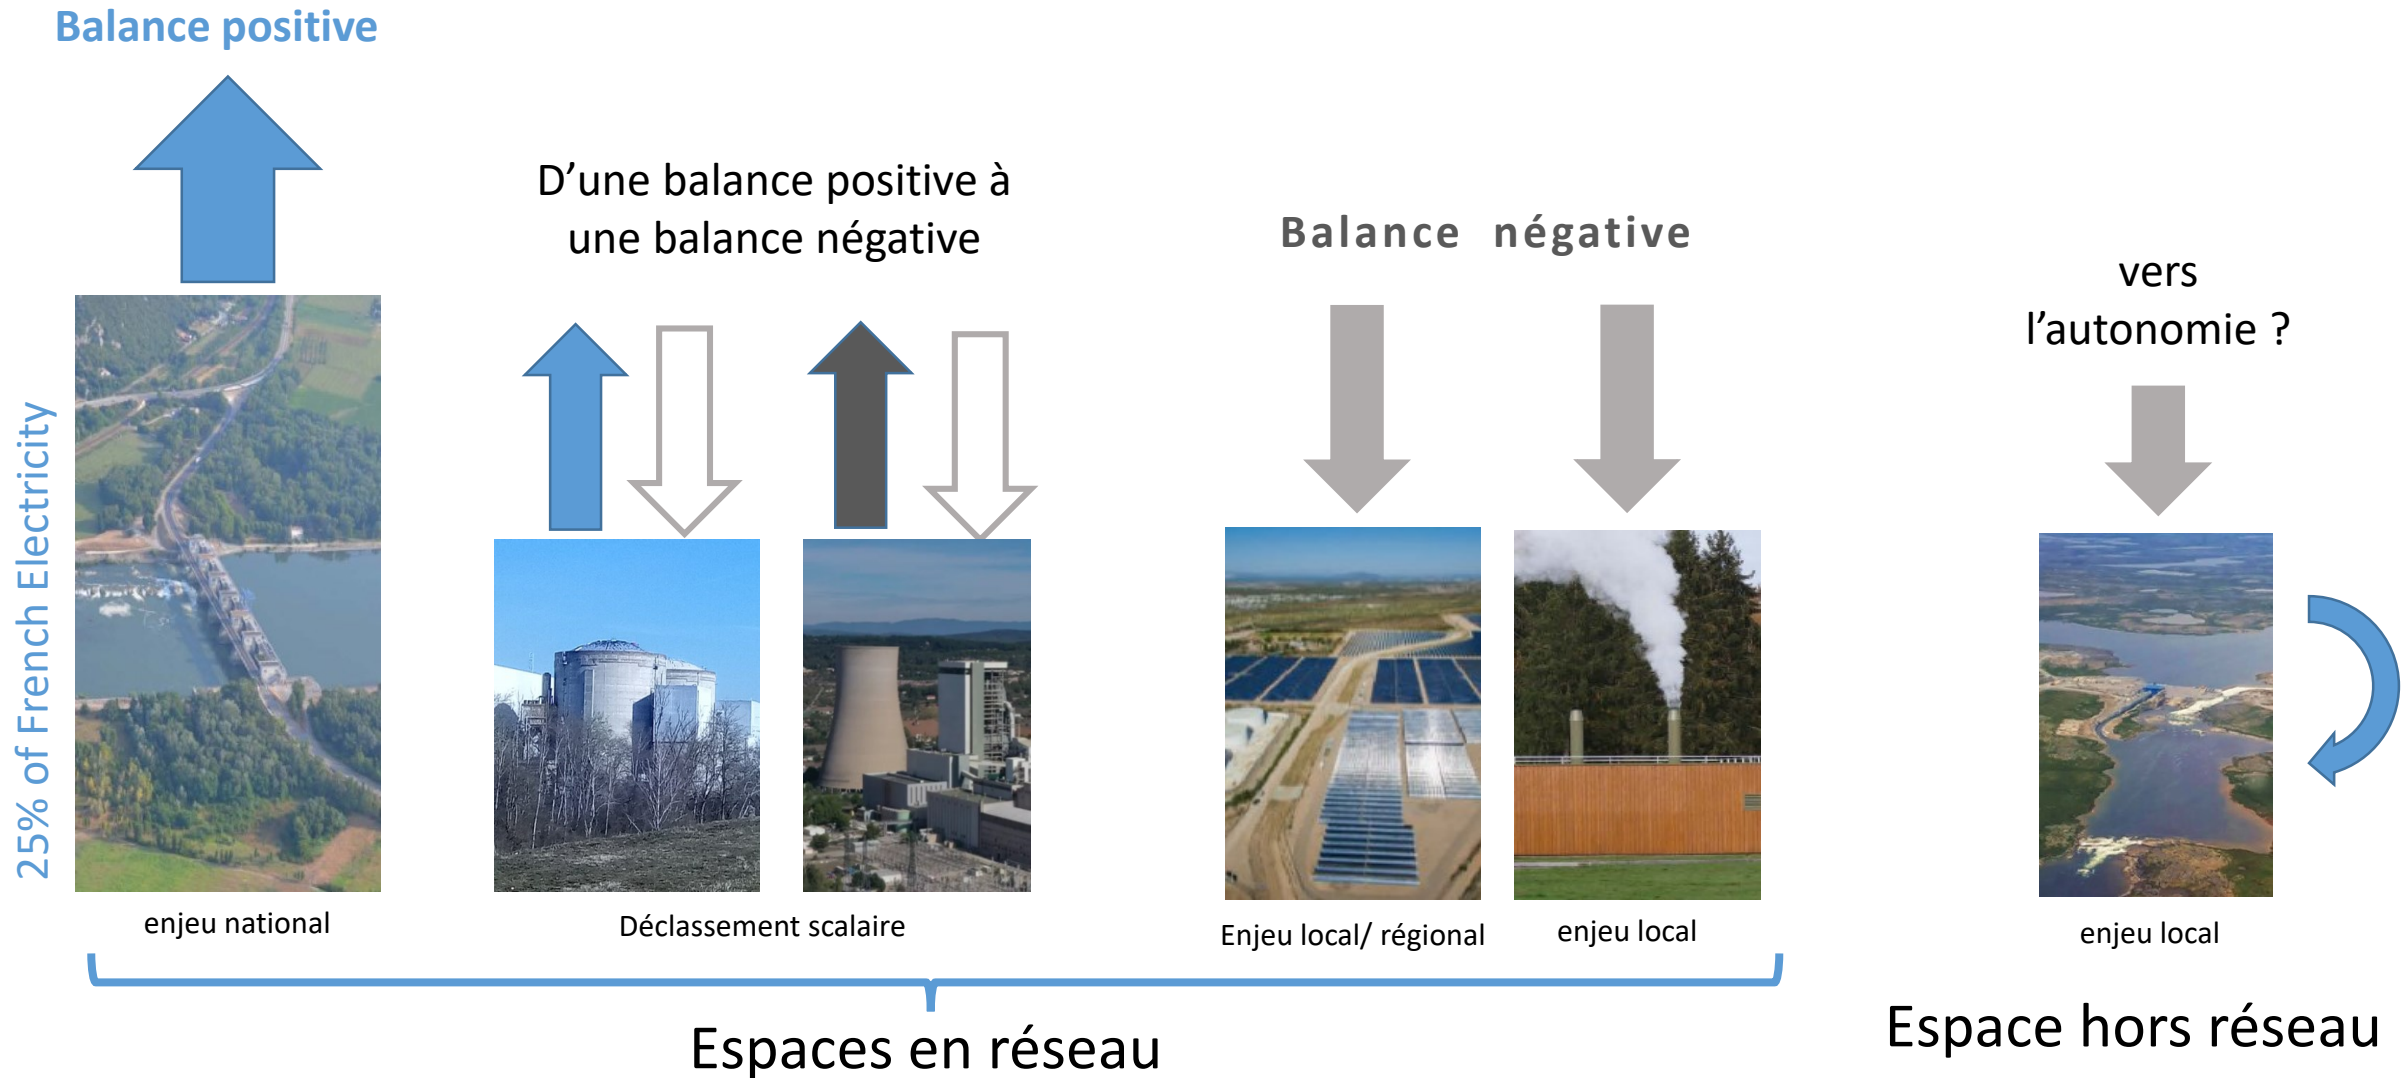 Balance positive
25% of French Electricity
enjeu national
D’une balance positive à
une balance négative
Déclassement scalaire
Balance négative
Enjeu local/ régional
enjeu local
vers
l’autonomie ?
enjeu local
Espaces en réseau
Espace hors réseau